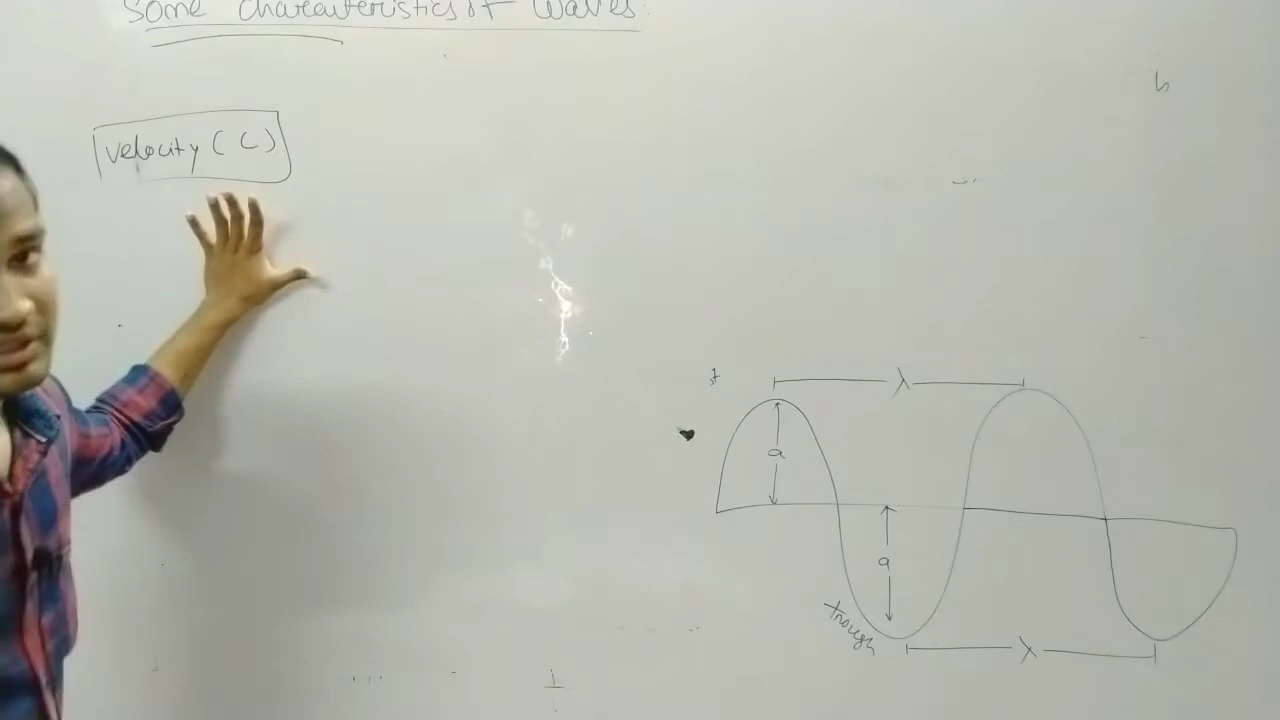 Some characteristics of Waves:
velocity (C)
λ
a
a
trough
λ